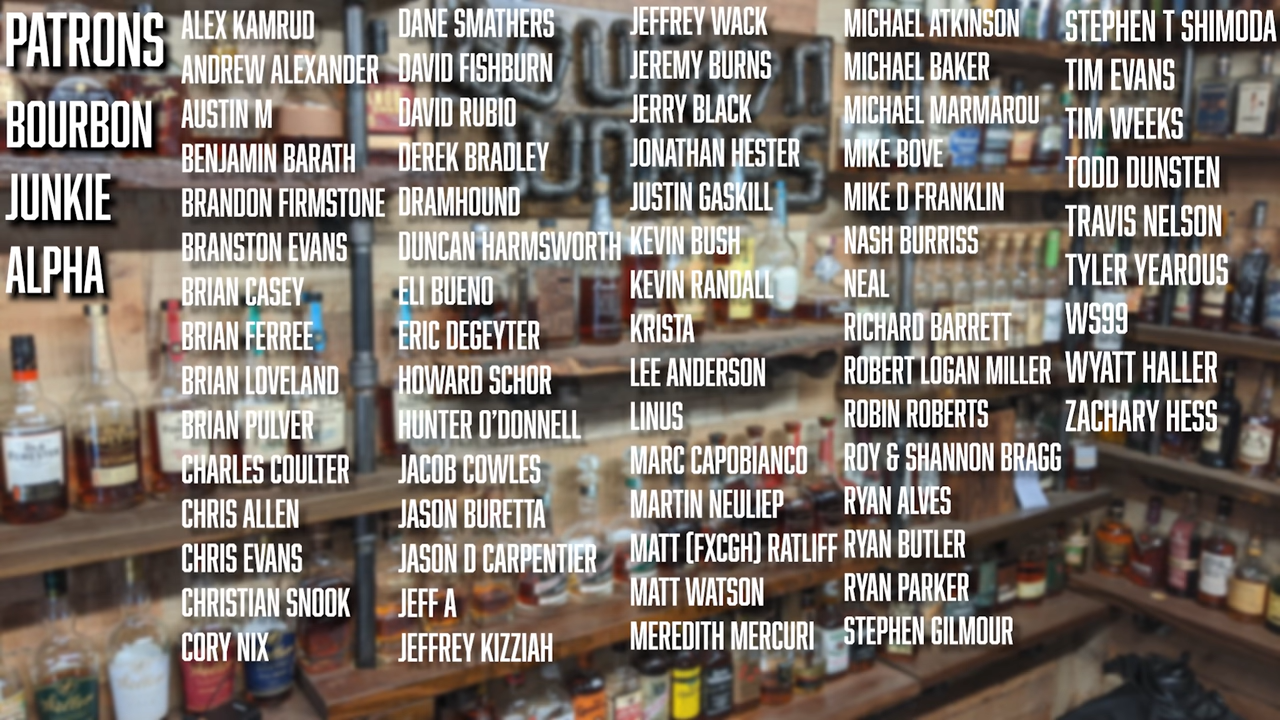 PATRONS
BOURBON
JUNKIE
ALPHA
ALEX KAMRUD
ANDREW ALEXANDER
AUSTIN M
BENJAMIN BARATH
BRANDON FIRMSTONE
BRANSTON EVANS
BRIAN CASEY
BRIAN FERREE
BRIAN LOVELAND
BRIAN PULVER
CHARLES COULTER
CHRIS ALLEN
CHRIS EVANS
CHRISTIAN SNOOK
CORY NIX
DANE SMATHERS
DAVID FISHBURN
DAVID RUBIO
DEREK BRADLEY
DRAMHOUND
DUNCAN HARMSWORTH
ELI BUENO
ERIC DEGEYTER
HOWARD SCHOR
HUNTER O'DONNELL
JACOB COWLES
JASON BURETTA
JASON D CARPENTIER
JEFF A
JEFFREY KIZZIAH
JEFFREY WACK
JEREMY BURNS
JERRY BLACK
JONATHAN HESTER
JUSTIN GASKILL
KEVIN BUSH
KEVIN RANDALL
KRISTA
LEE ANDERSON
LINUS
MARC CAPOBIANCO
MARTIN NEULIEP
MATT (FXCGH) RATLIFF
MATT WATSON
MEREDITH MERCURI
MICHAEL ATKINSON
MICHAEL BAKER
MICHAEL MARMAROU
MIKE BOVE
MIKE D FRANKLIN
NASH BURRISS
NEAL
RICHARD BARRETT
ROBERT LOGAN MILLER
ROBIN ROBERTS
ROY & SHANNON BRAGG
RYAN ALVES
RYAN BUTLER
RYAN PARKER
STEPHEN GILMOUR
STEPHEN T SHIMODA
TIM EVANS
TIM WEEKS
TODD DUNSTEN
TRAVIS NELSON
TYLER YEAROUS
WS99
WYATT HALLER
ZACHARY HESS